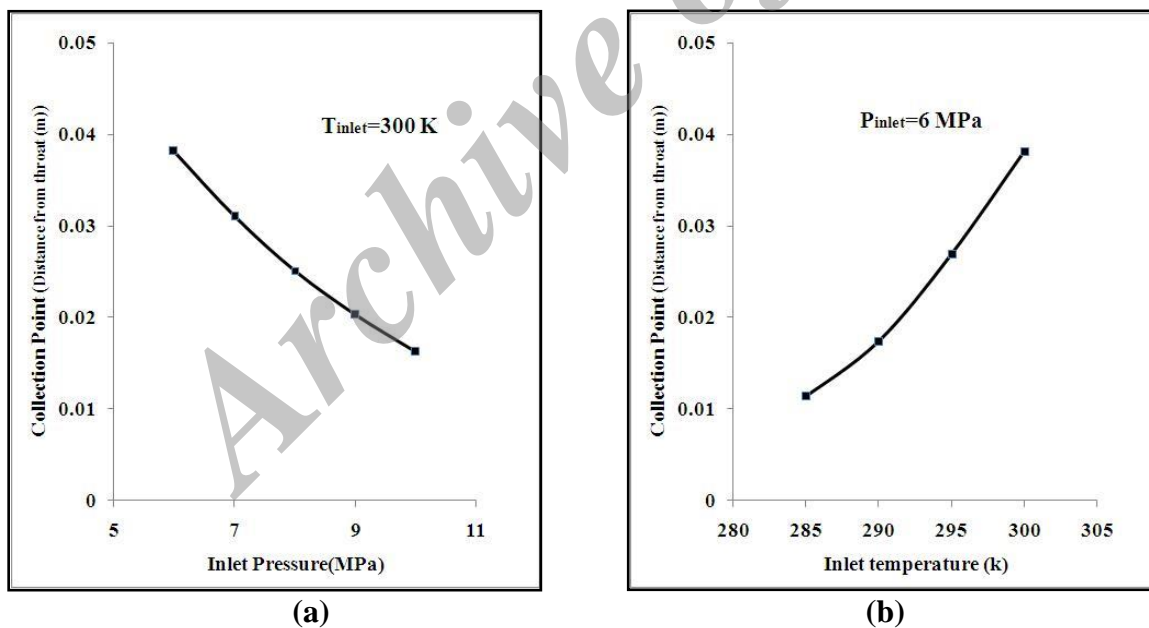 0.05
0.04
0.03
0.02
0.01
0
5
7
9
11
Collection Point (Distance from throat (m))
Inlet Pressure(MPa)
Tinlet=300 K
(a)
0.05
0.04
0.03
0.02
0.01
0
280
285
290
295
300
305
Collection Point (Distance from throat (m))
Inlet temperature (k)
Pinlet=6 MPa
(b)
Archive